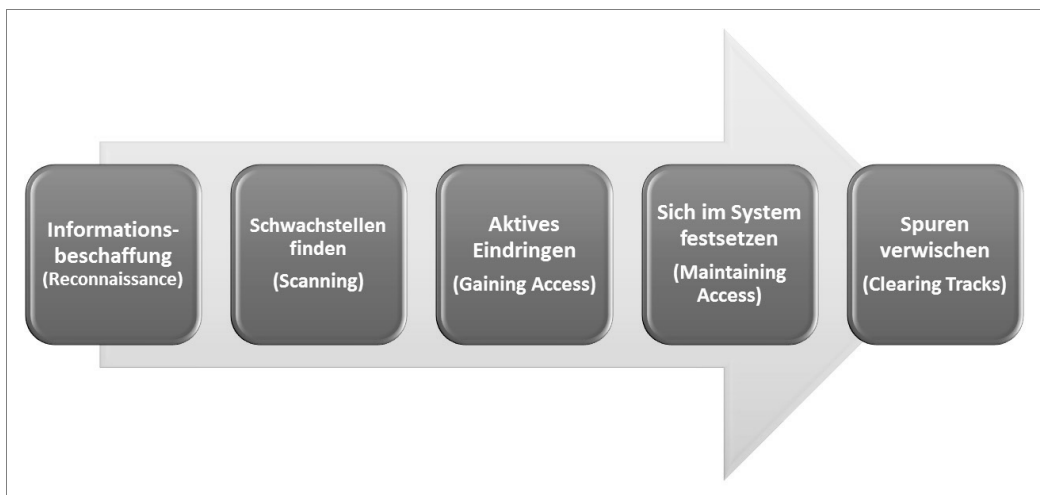 Informations-
beschaffung
(Reconnaissance)
Schwachstellen
finden
(Scanning)
Aktives
Eindringen
(Gaining Access)
Sich im System
festsetzen
(Maintaining
Access)
Spuren
verwischen
(Clearing Tracks)